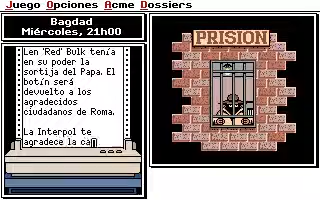 Juego Opciones Acme Dossiers
Bagdad
Miércoles, 21h00
Len 'Red' Bulk tenía
en su poder la
sortija del Papa. El
botín será
devuelto a los
agradecidos
ciudadanos de Roma.
La Interpol te
agradece la ca
PRISION